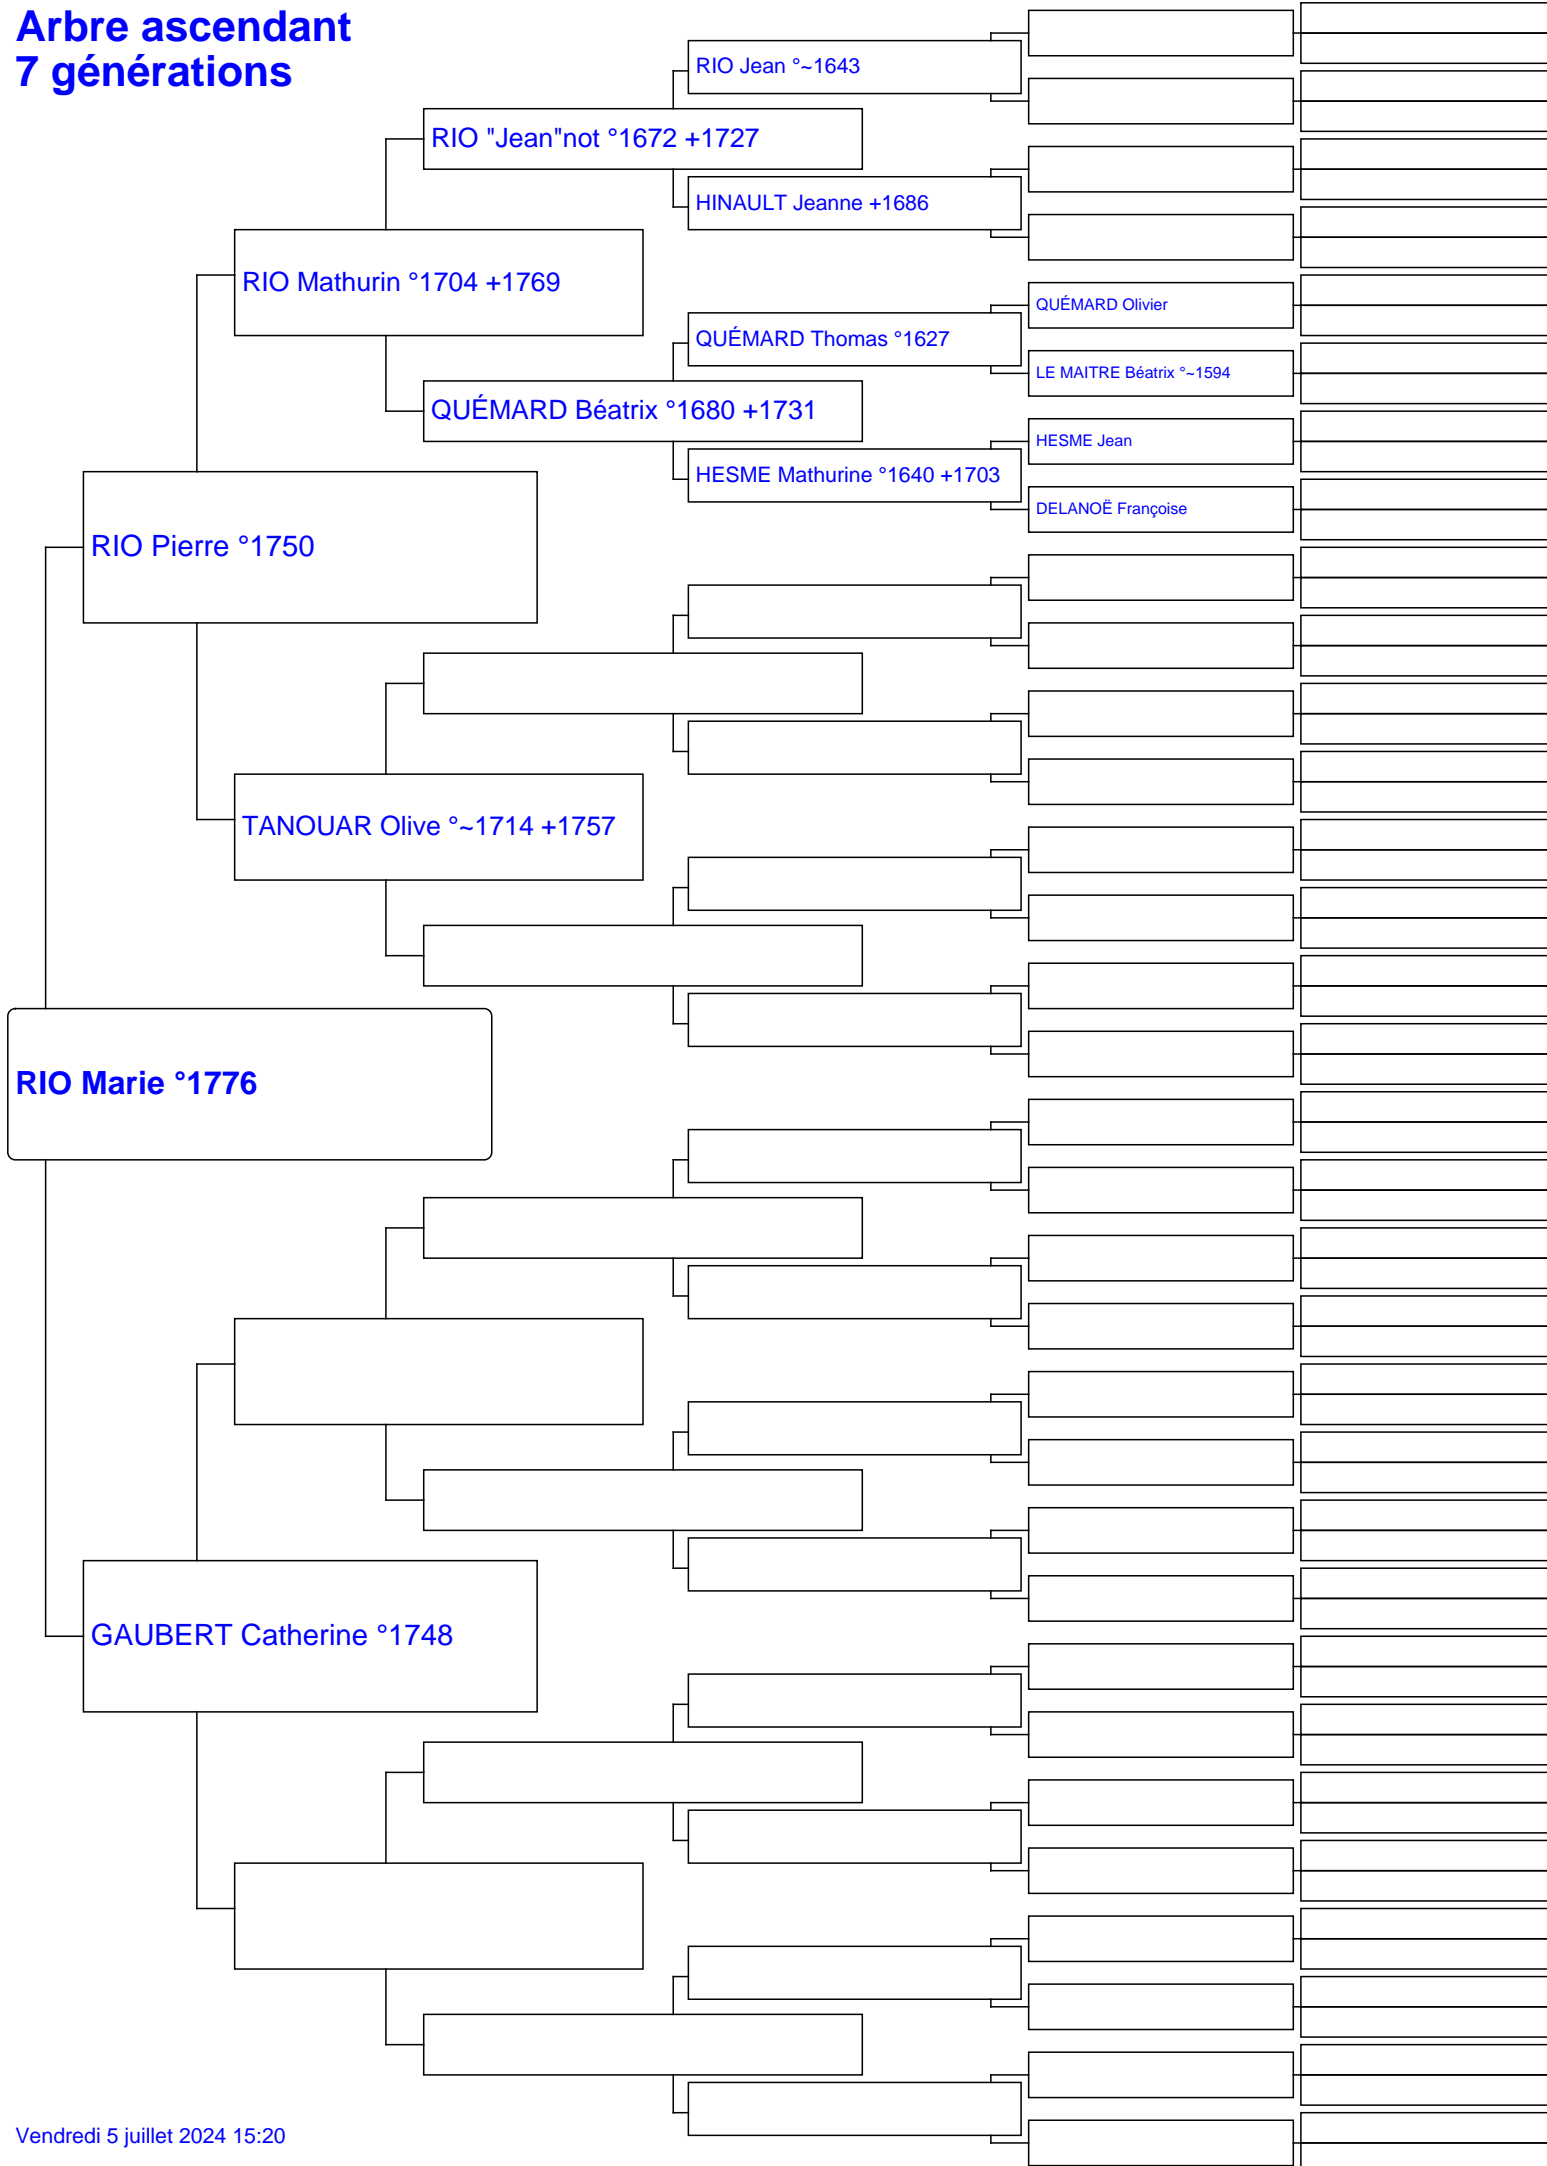 Arbre ascendant
7 générations
RIO Jean °~1643
RIO "Jean"not °1672 +1727
HINAULT Jeanne +1686
RIO Mathurin °1704 +1769
QUÉMARD Olivier
QUÉMARD Thomas °1627
LE MAITRE Béatrix °~1594
QUÉMARD Béatrix °1680 +1731
HESME Jean
HESME Mathurine °1640 +1703
DELANOË Françoise
RIO Pierre °1750
TANOUAR Olive °~1714 +1757
RIO Marie °1776
GAUBERT Catherine °1748
Vendredi 5 juillet 2024 15:20